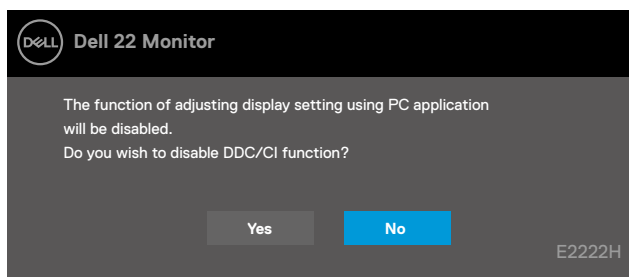 DELL Dell 22 Monitor
The function of adjusting display setting using PC application
will be disabled.
Do you wish to disable DDC/CI function?
Yes No
E2222H